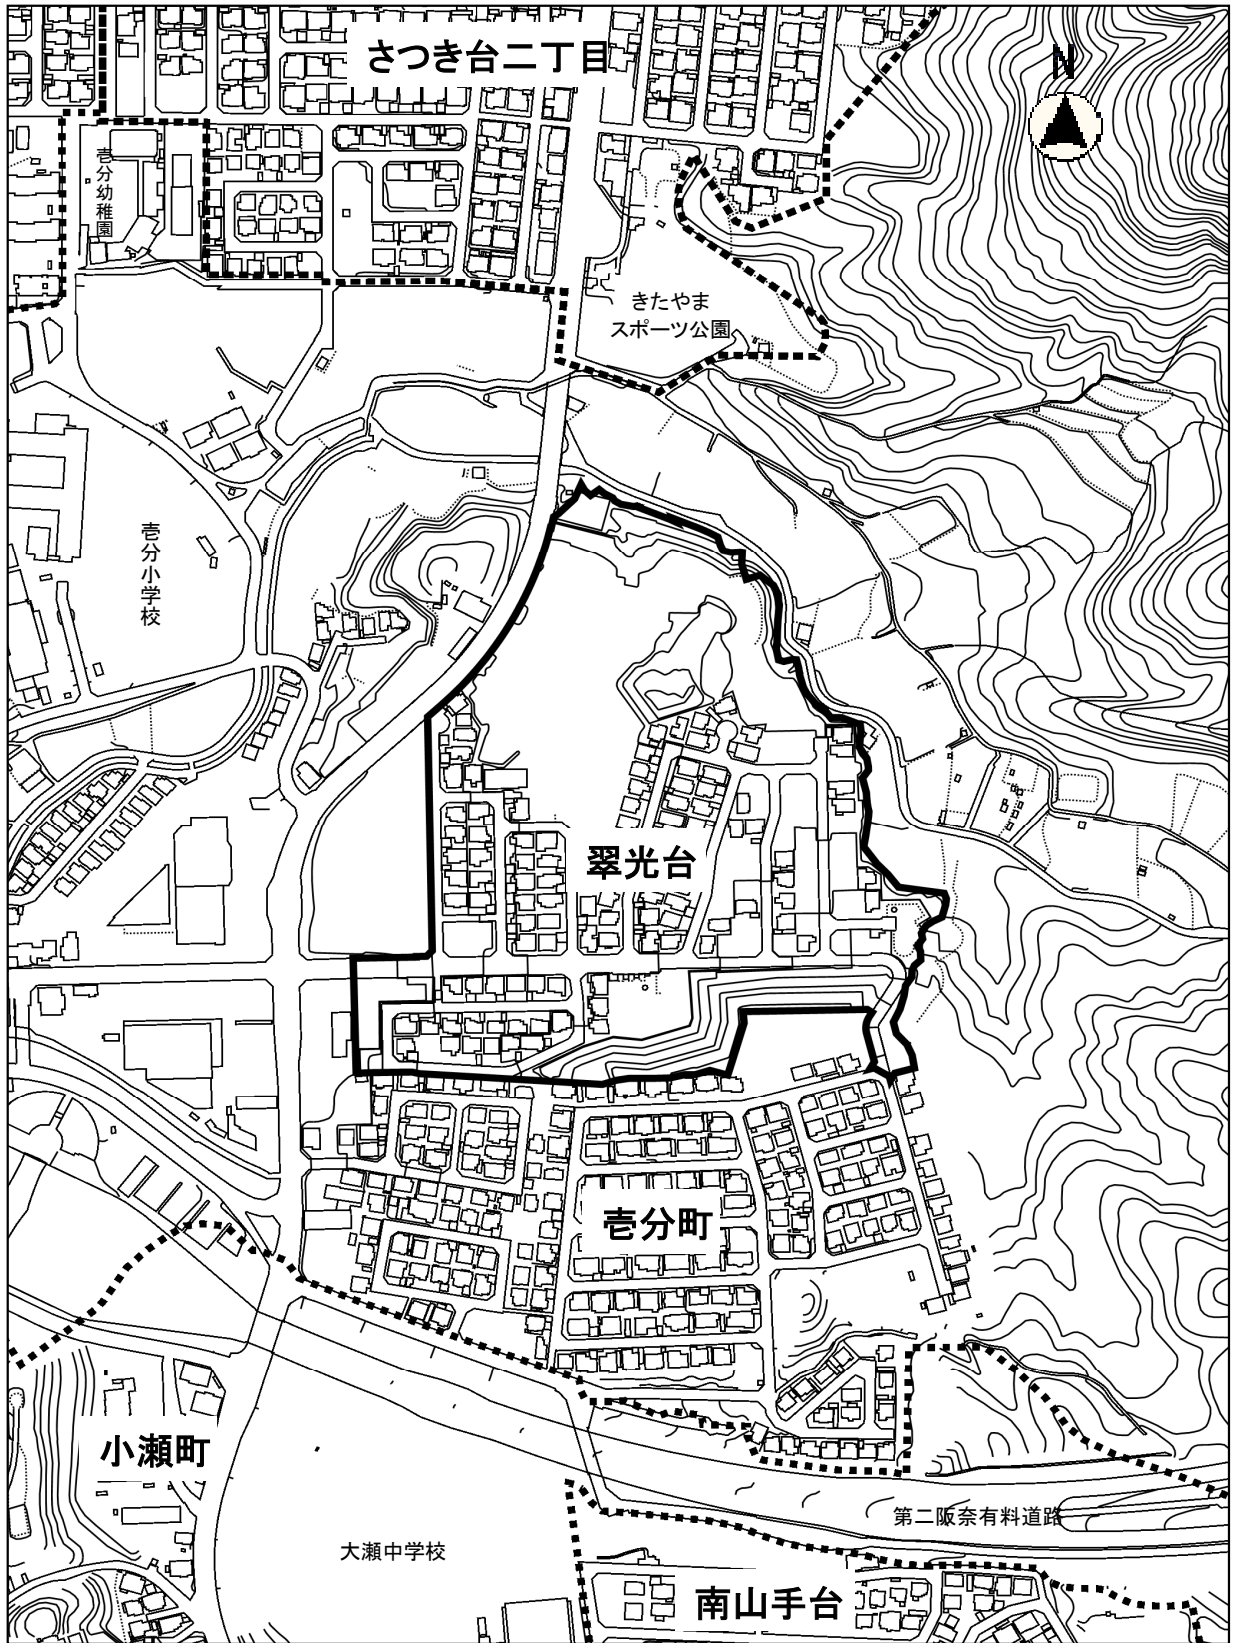 さつき台二丁目
N
壱分幼稚園
きたやま
スポーツ公園
壱分小学校
翠光台
壱分町
小瀬町
第二阪奈有料道路
大瀬中学校
南山手台